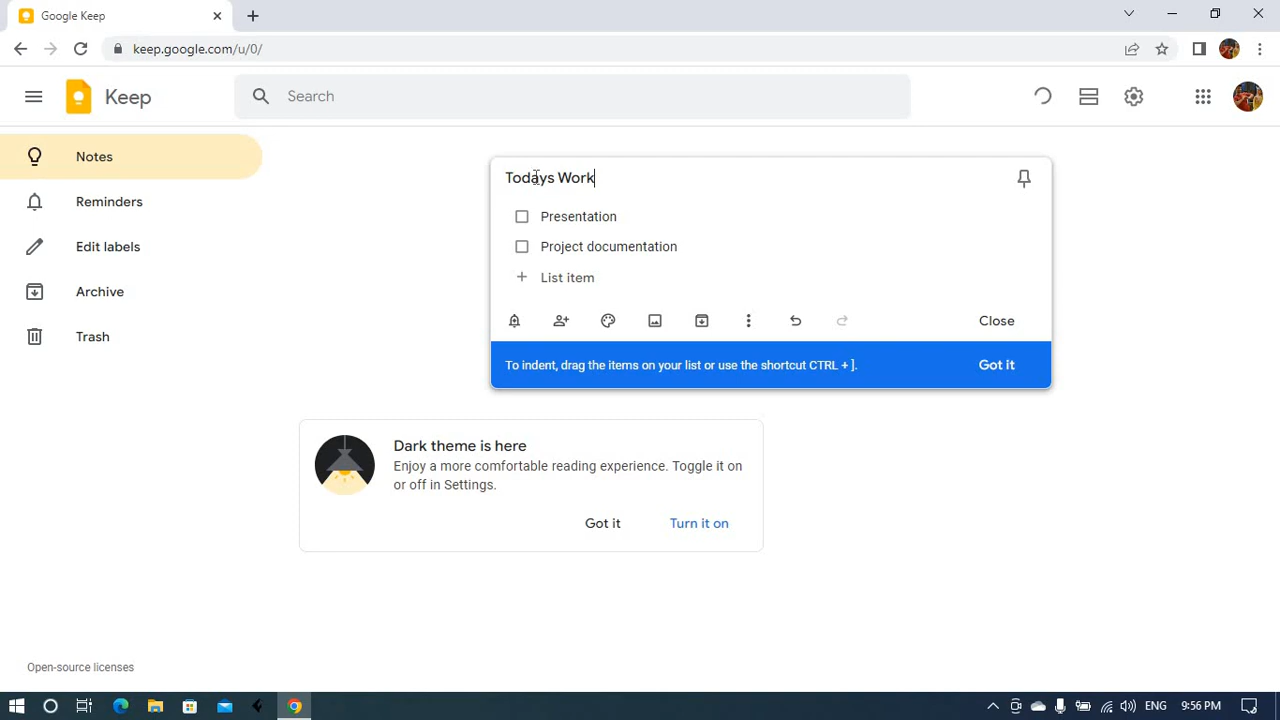 Google Keep
keep.google.com/u/0/
Keep
Search
Notes
Reminders
Edit labels
Archive
Trash
Todays Work
Presentation
Project documentation
List item
Close
To indent, drag the items on your list or use the shortcut CTRL + ].
Got it
Dark theme is here
Enjoy a more comfortable reading experience. Toggle it on
or off in Settings.
Got it
Turn it on
Open-source licenses
ENG
9:56 PM